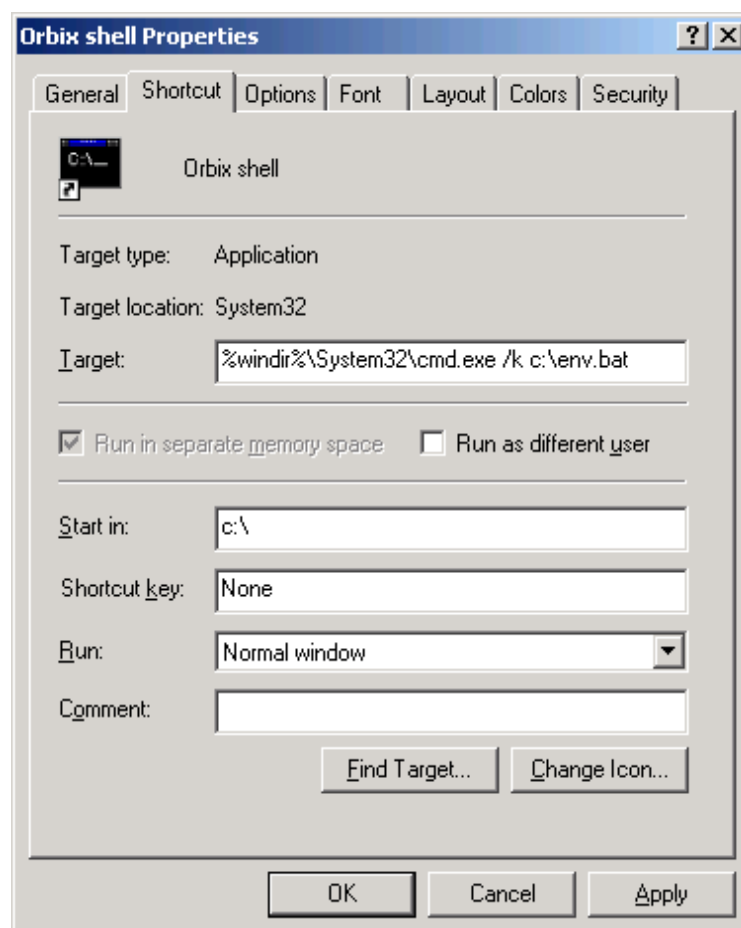 Orbix shell Properties
General Shortcut Options Font Layout Colors Security
C:\_
Orbix shell
Target type: Application
Target location: System32
Target: %windir%\System32\cmd.exe /k c:\env.bat
Run in separate memory space Run as different user
Start in: c:\
Shortcut key: None
Run: Normal window
Comment:
Find Target... Change Icon...
OK Cancel Apply